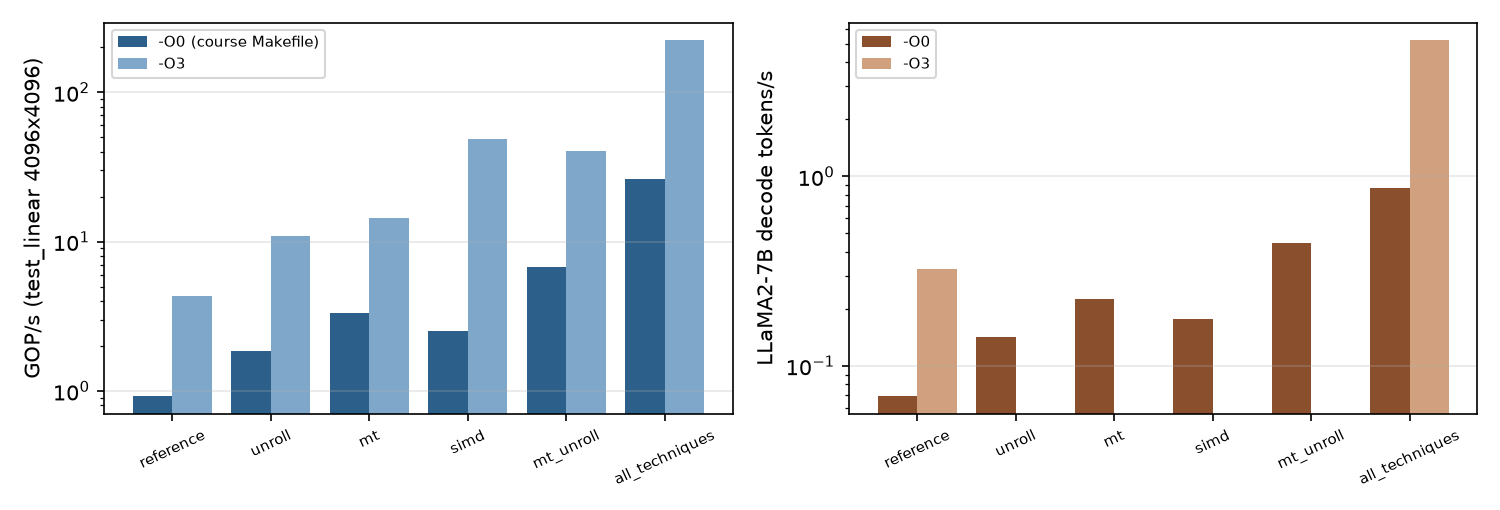 GOP/s (test_linear 4096x4096)
10²
10¹
10⁰
-O0 (course Makefile)
-O3
reference
unroll
mt
simd
mt_unroll
all_techniques
LLaMA2-7B decode tokens/s
10⁰
10⁻¹
-O0
-O3
reference
unroll
mt
simd
mt_unroll
all_techniques